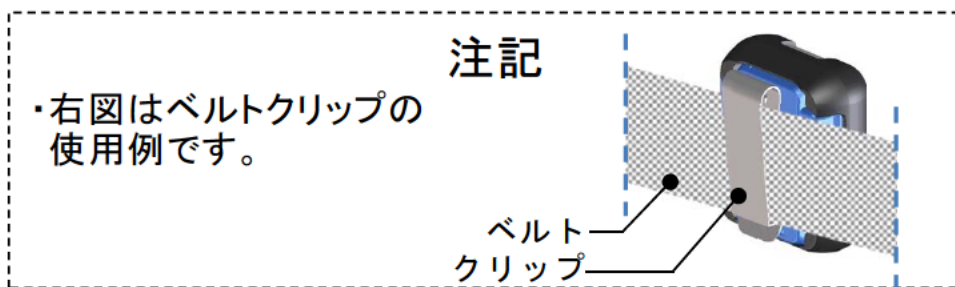 注記
・右図はベルトクリップの
使用例です。
ベルト
クリップ